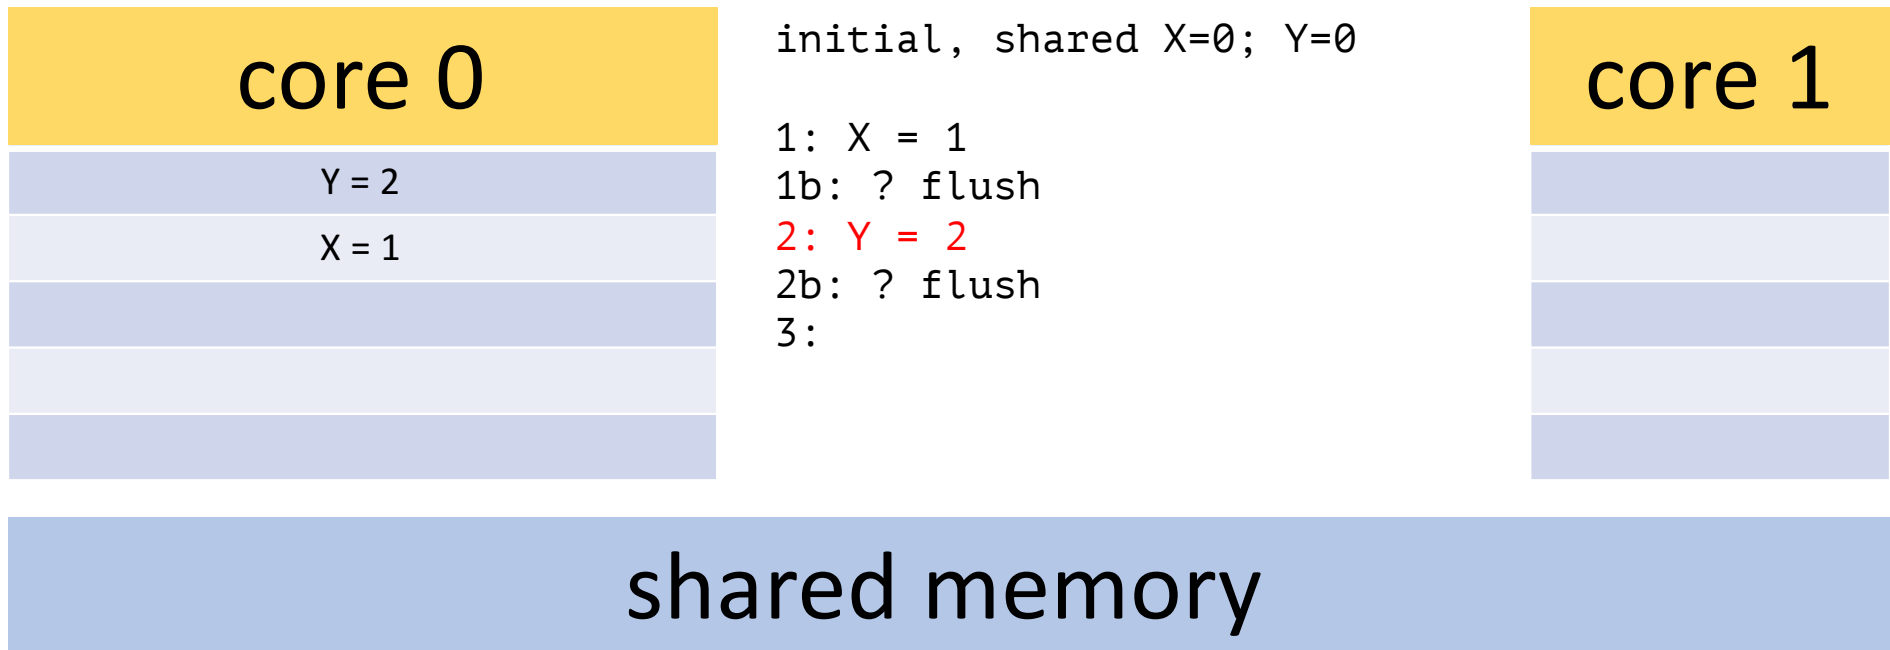 core 0
Y = 2
X = 1
initial, shared X=0; Y=0
1: X = 1
1b: ? flush
2: Y = 2
2b: ? flush
3:
core 1
shared memory